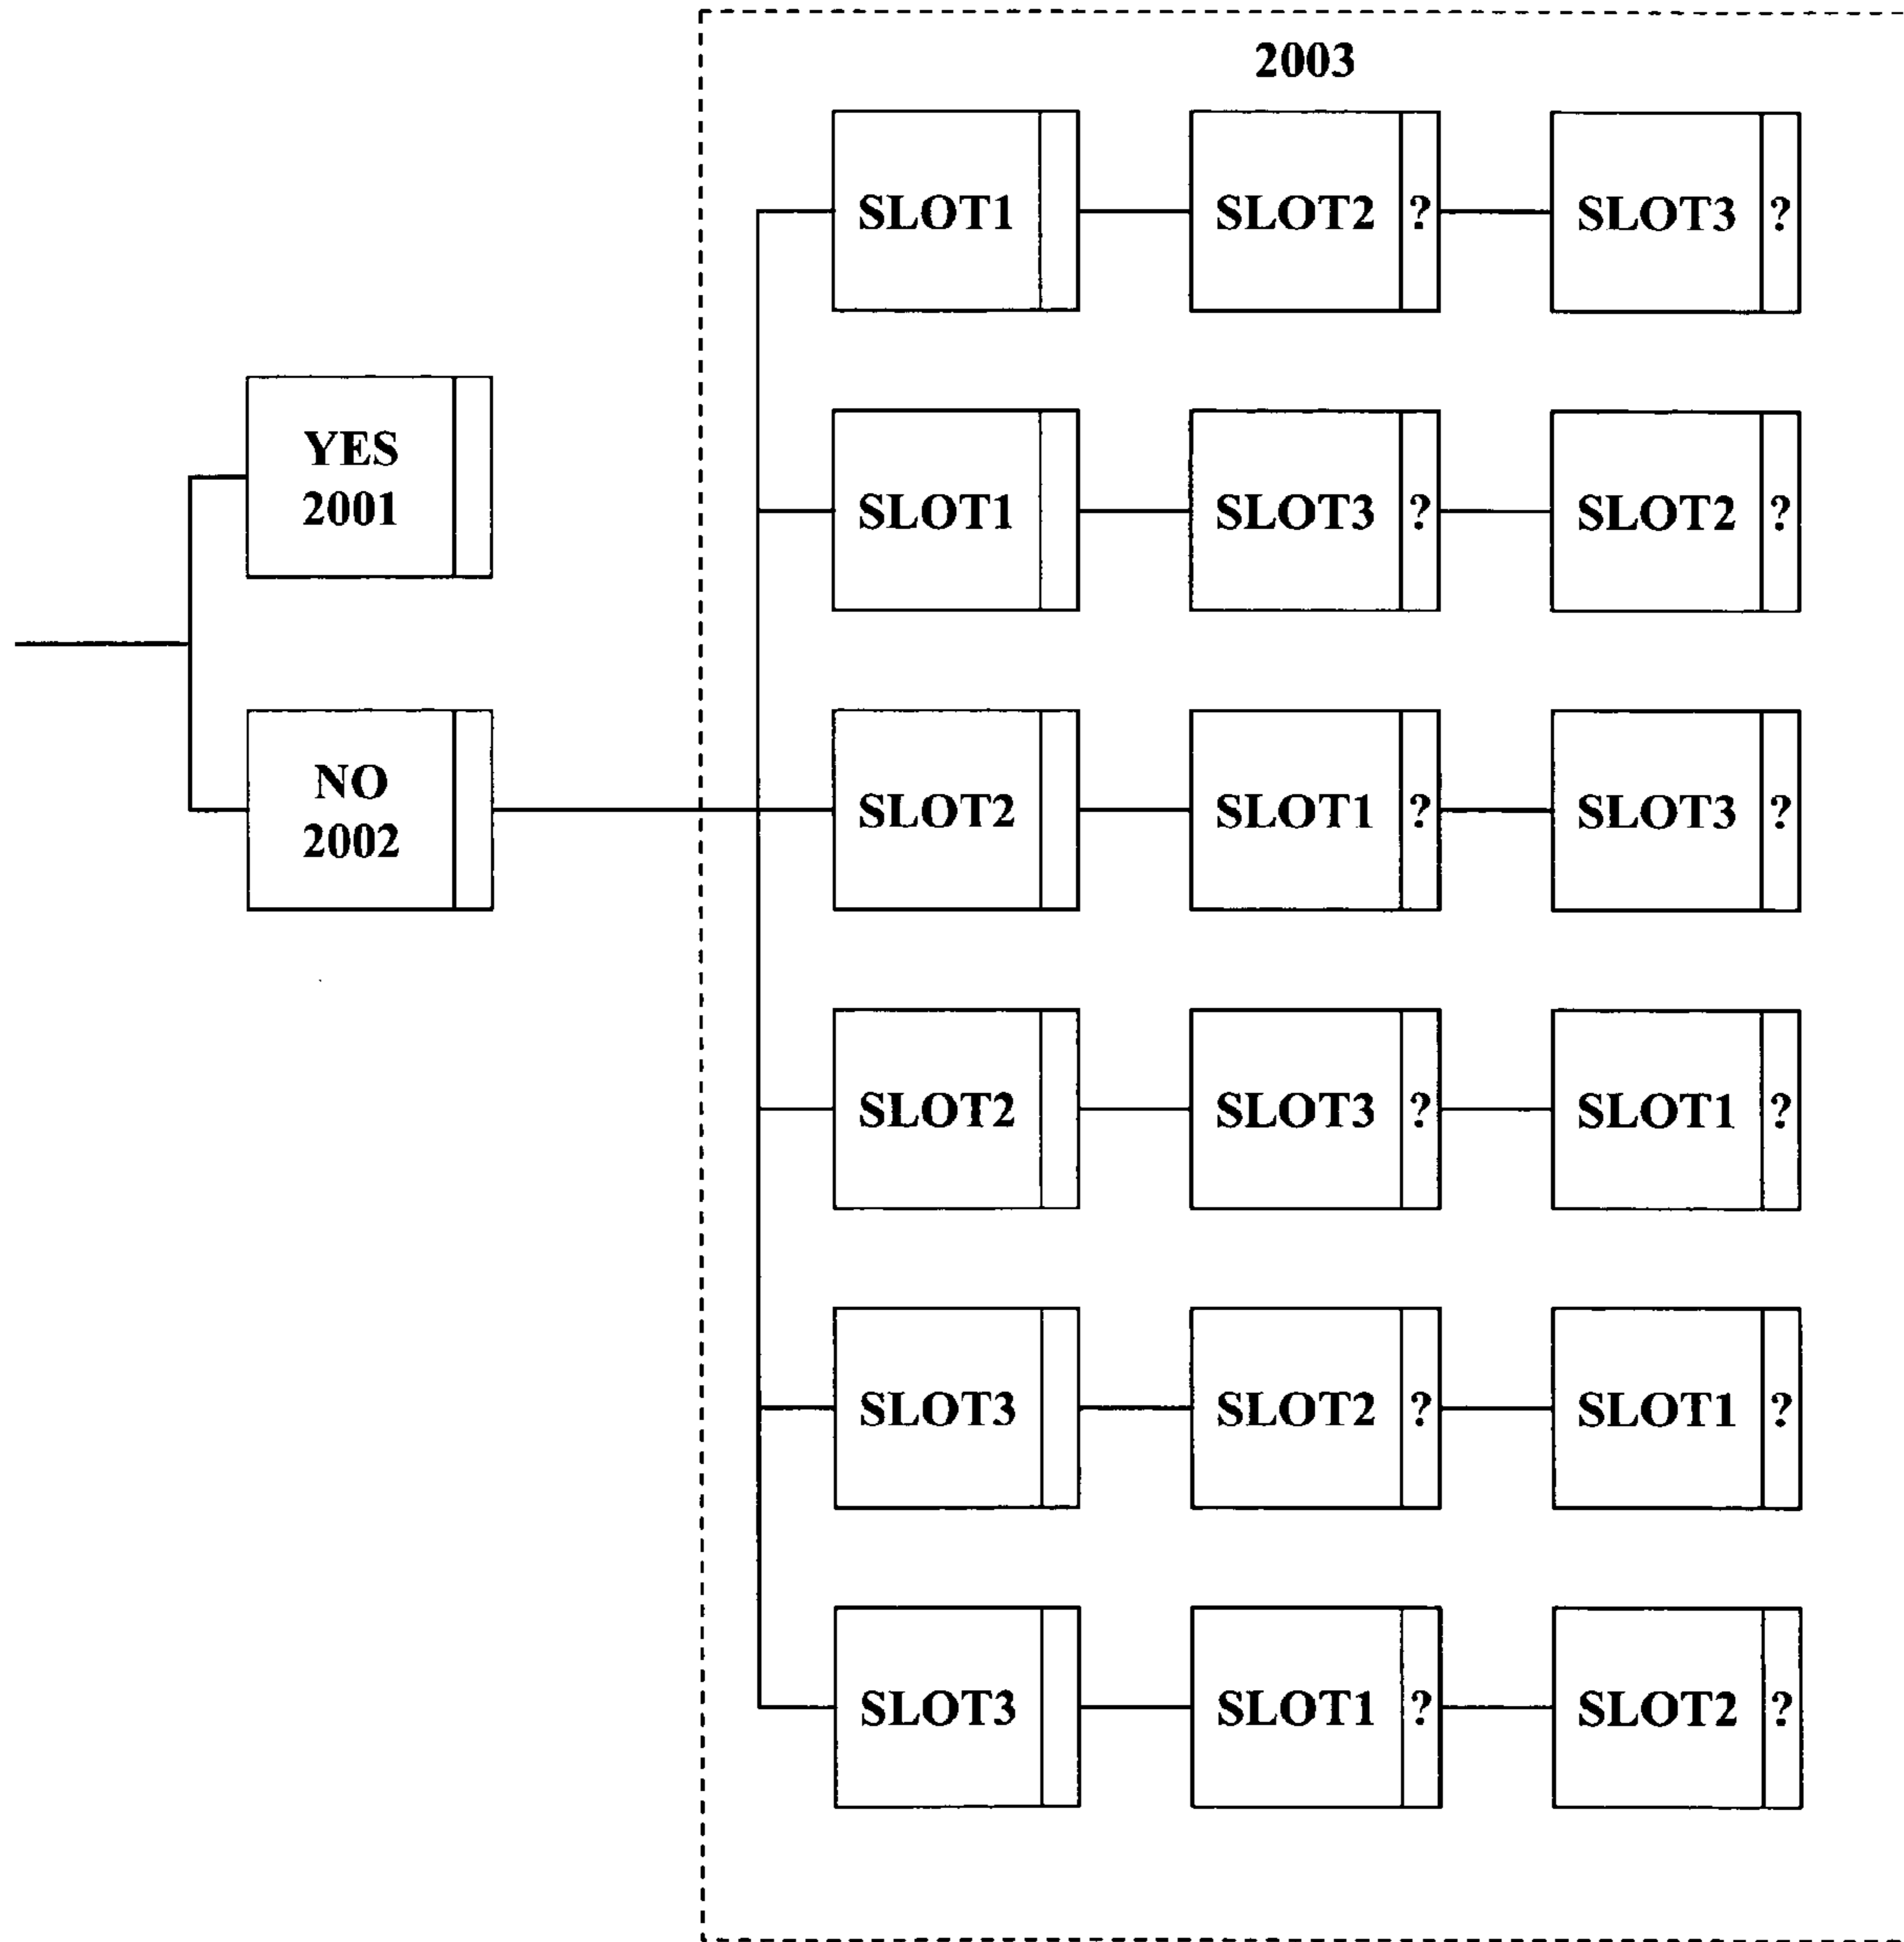 2003
SLOT1 SLOT2 ? SLOT3 ?
YES
2001
SLOT1 SLOT3 ? SLOT2 ?
NO
2002
SLOT2 SLOT1 ? SLOT3 ?
SLOT2 SLOT3 ? SLOT1 ?
SLOT3 SLOT2 ? SLOT1 ?
SLOT3 SLOT1 ? SLOT2 ?